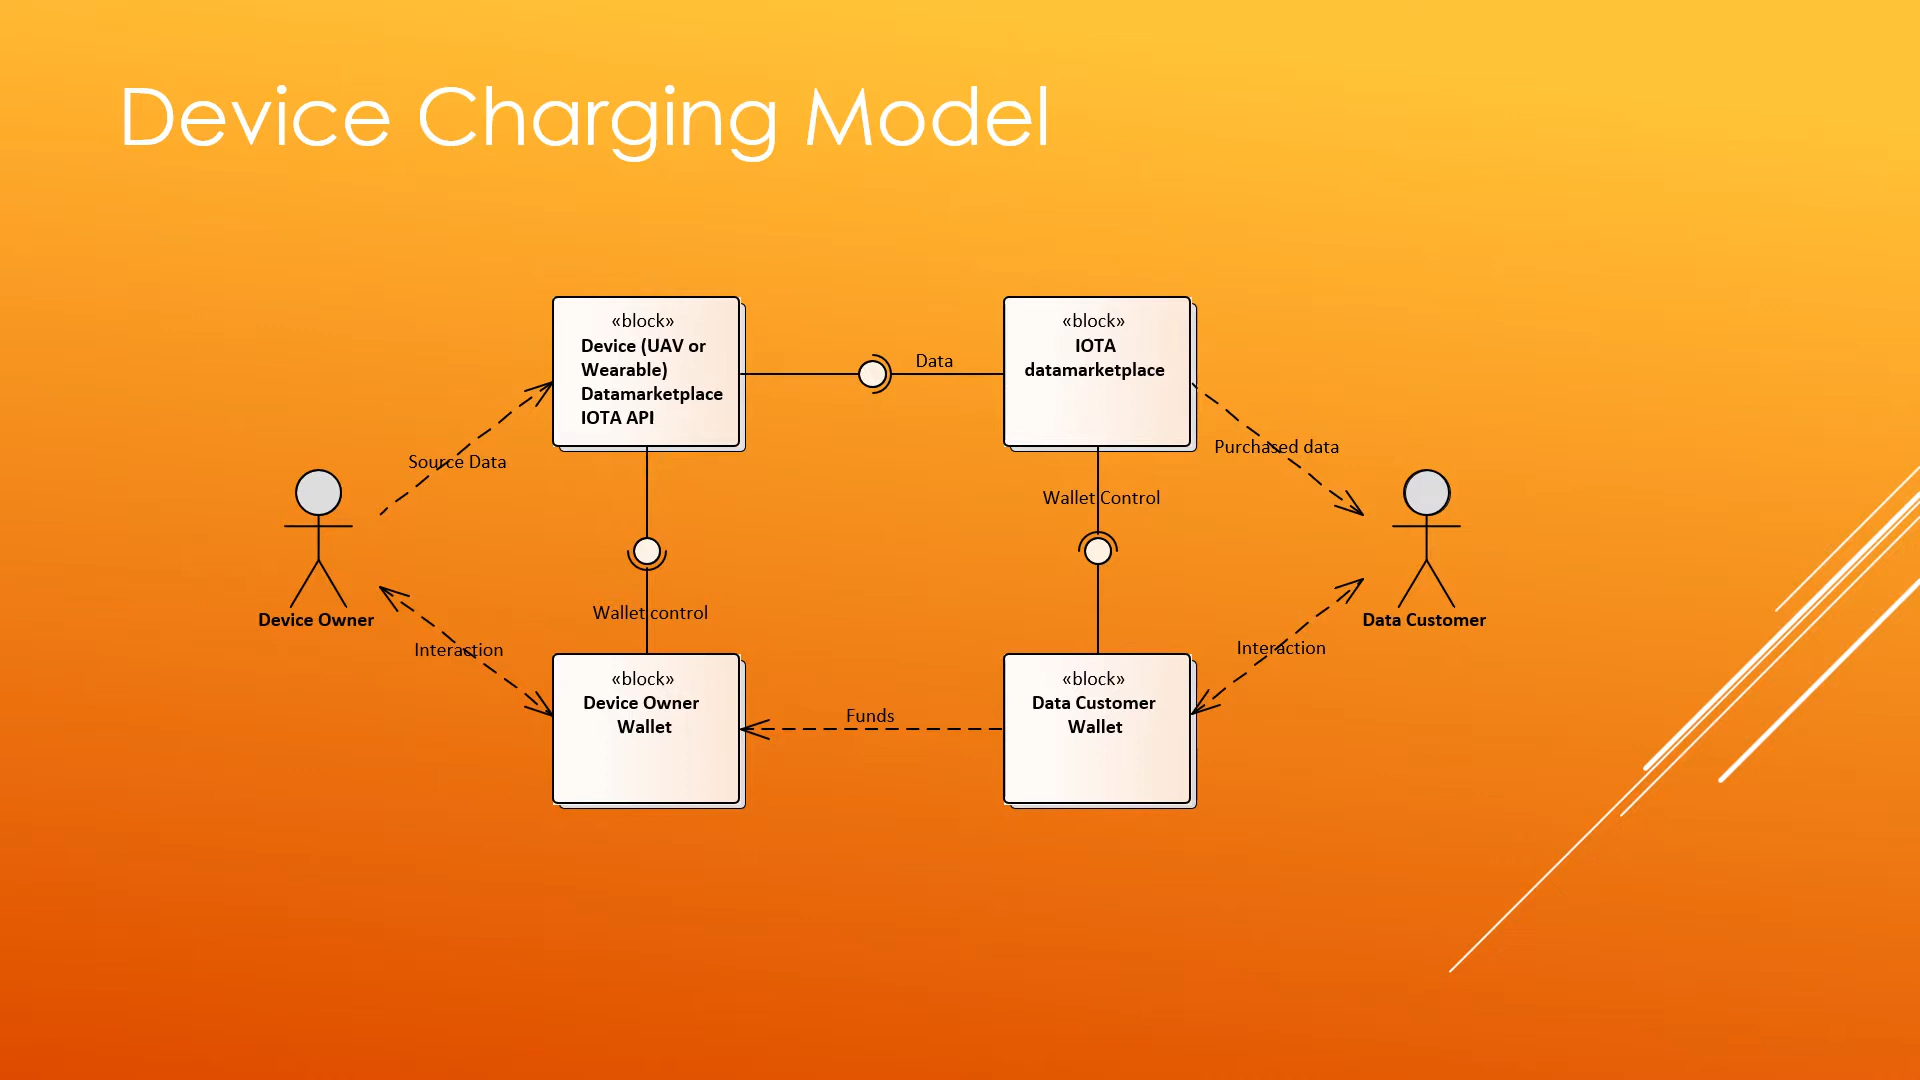 Device Charging Model
«block»
Device (UAV or
Wearable)
Datamarketplace
IOTA API
Data
«block»
IOTA
datamarketplace
Source Data
Purchased data
Wallet Control
Device Owner
Wallet control
Data Customer
Interaction
Interaction
«block»
Device Owner
Wallet
Funds
«block»
Data Customer
Wallet